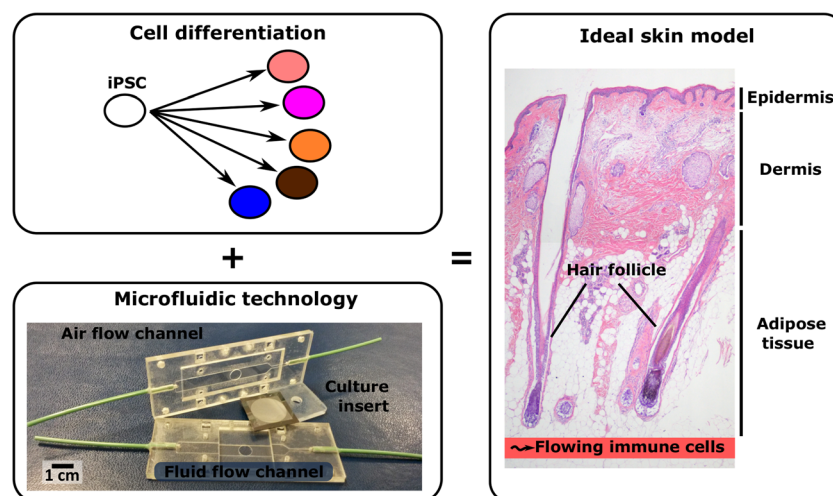 Cell differentiation
iPSC
+
Microfluidic technology
Air flow channel
Culture
insert
Fluid flow channel
1 cm
=
Ideal skin model
Epidermis
Dermis
Hair follicle
Adipose
tissue
Flowing immune cells